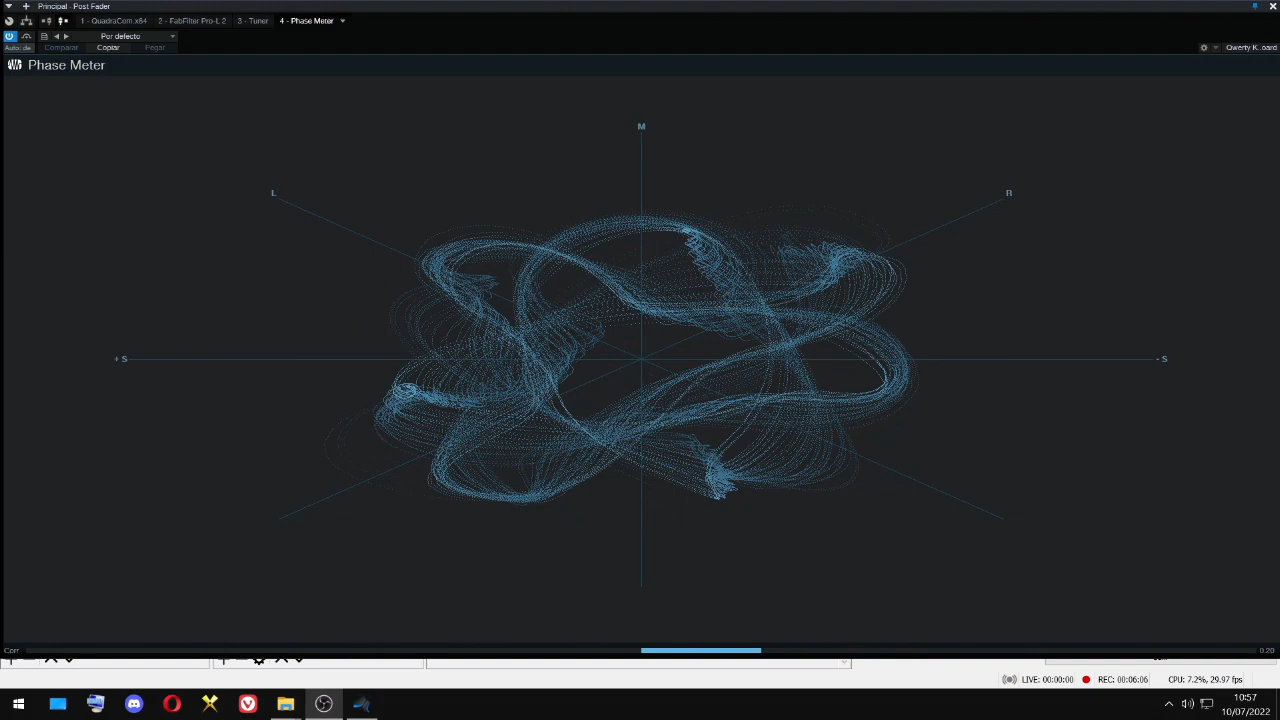 Principal - Post Fader
1 - QuadraCom.x64 2 - FabFilter Pro-L 2 3 - Tuner 4 - Phase Meter
Por defecto
Auto: de Comparar Copiar Pegar Qwerty K..oard
Phase Meter
M
L R
+ S - S
Corr 0.20
LIVE: 00:00:00 REC: 00:06:06 CPU: 7.2%, 29.97 fps
10:57
10/07/2022